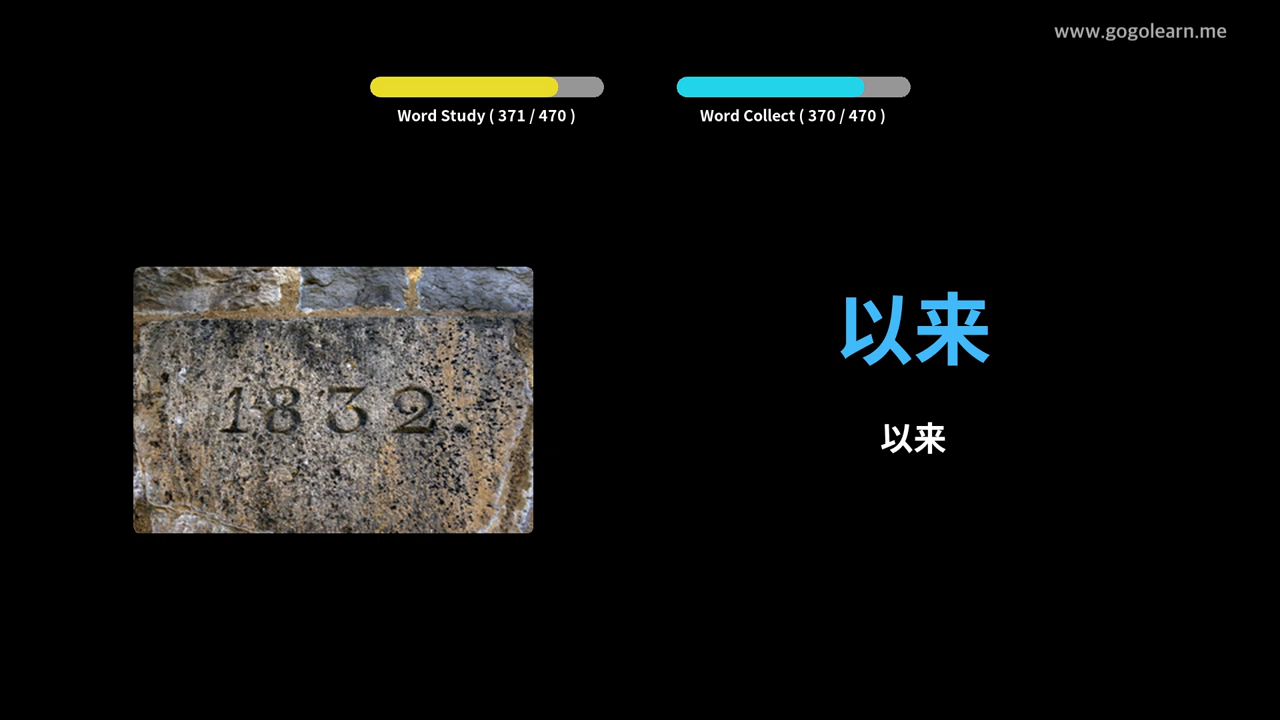 www.gogolearn.me
Word Study ( 371 / 470 )
Word Collect ( 370 / 470 )
1832.
以来
以来